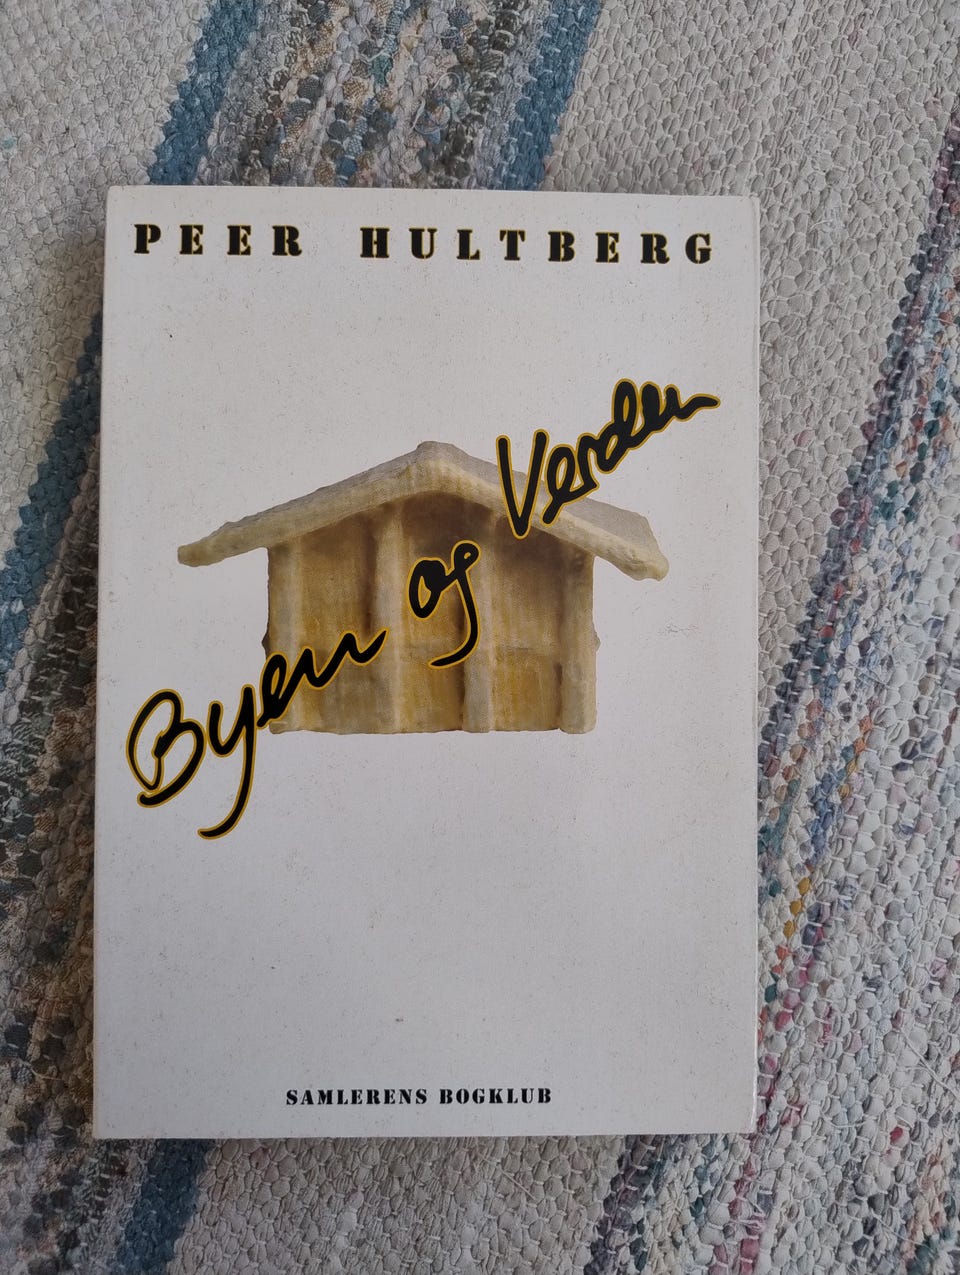 PEER HULTBERG
Byen og Verden
SAMLERENS BOGKLUB